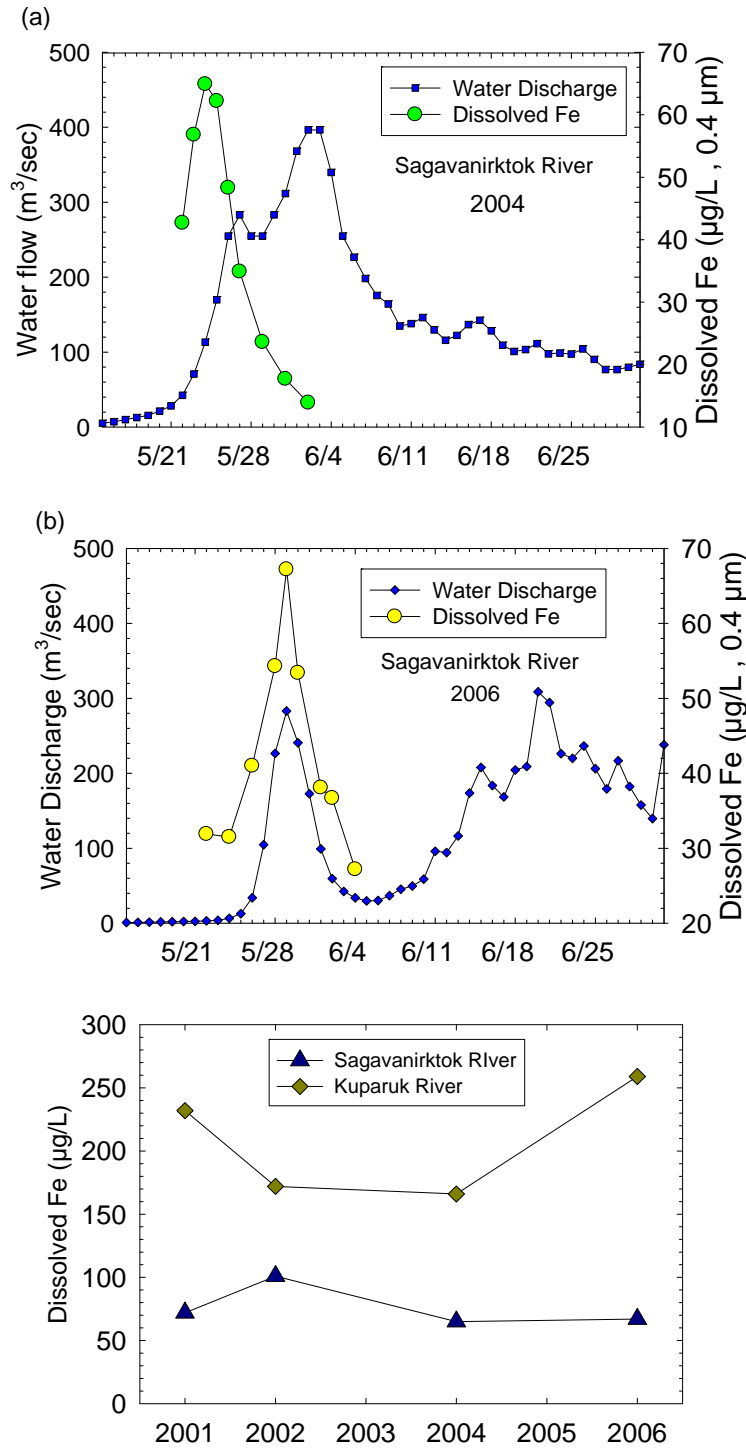 (a)
500
400
300
200
100
0
Water flow (m3/sec)
Water Discharge
Dissolved Fe
Sagavanirktok River
2004
70
60
50
40
30
20
10
Dissolved Fe (µg/L , 0.4 µm)
5/21 5/28 6/4 6/11 6/18 6/25
(b)
500
400
300
200
100
0
Water Discharge (m3/sec)
Water Discharge
Dissolved Fe
Sagavanirktok River
2006
70
60
50
40
30
20
Dissolved Fe (µg/L, 0.4 µm)
5/21 5/28 6/4 6/11 6/18 6/25
300
250
200
150
100
50
0
Dissolved Fe (µg/L)
Sagavanirktok RIver
Kuparuk River
2001 2002 2003 2004 2005 2006